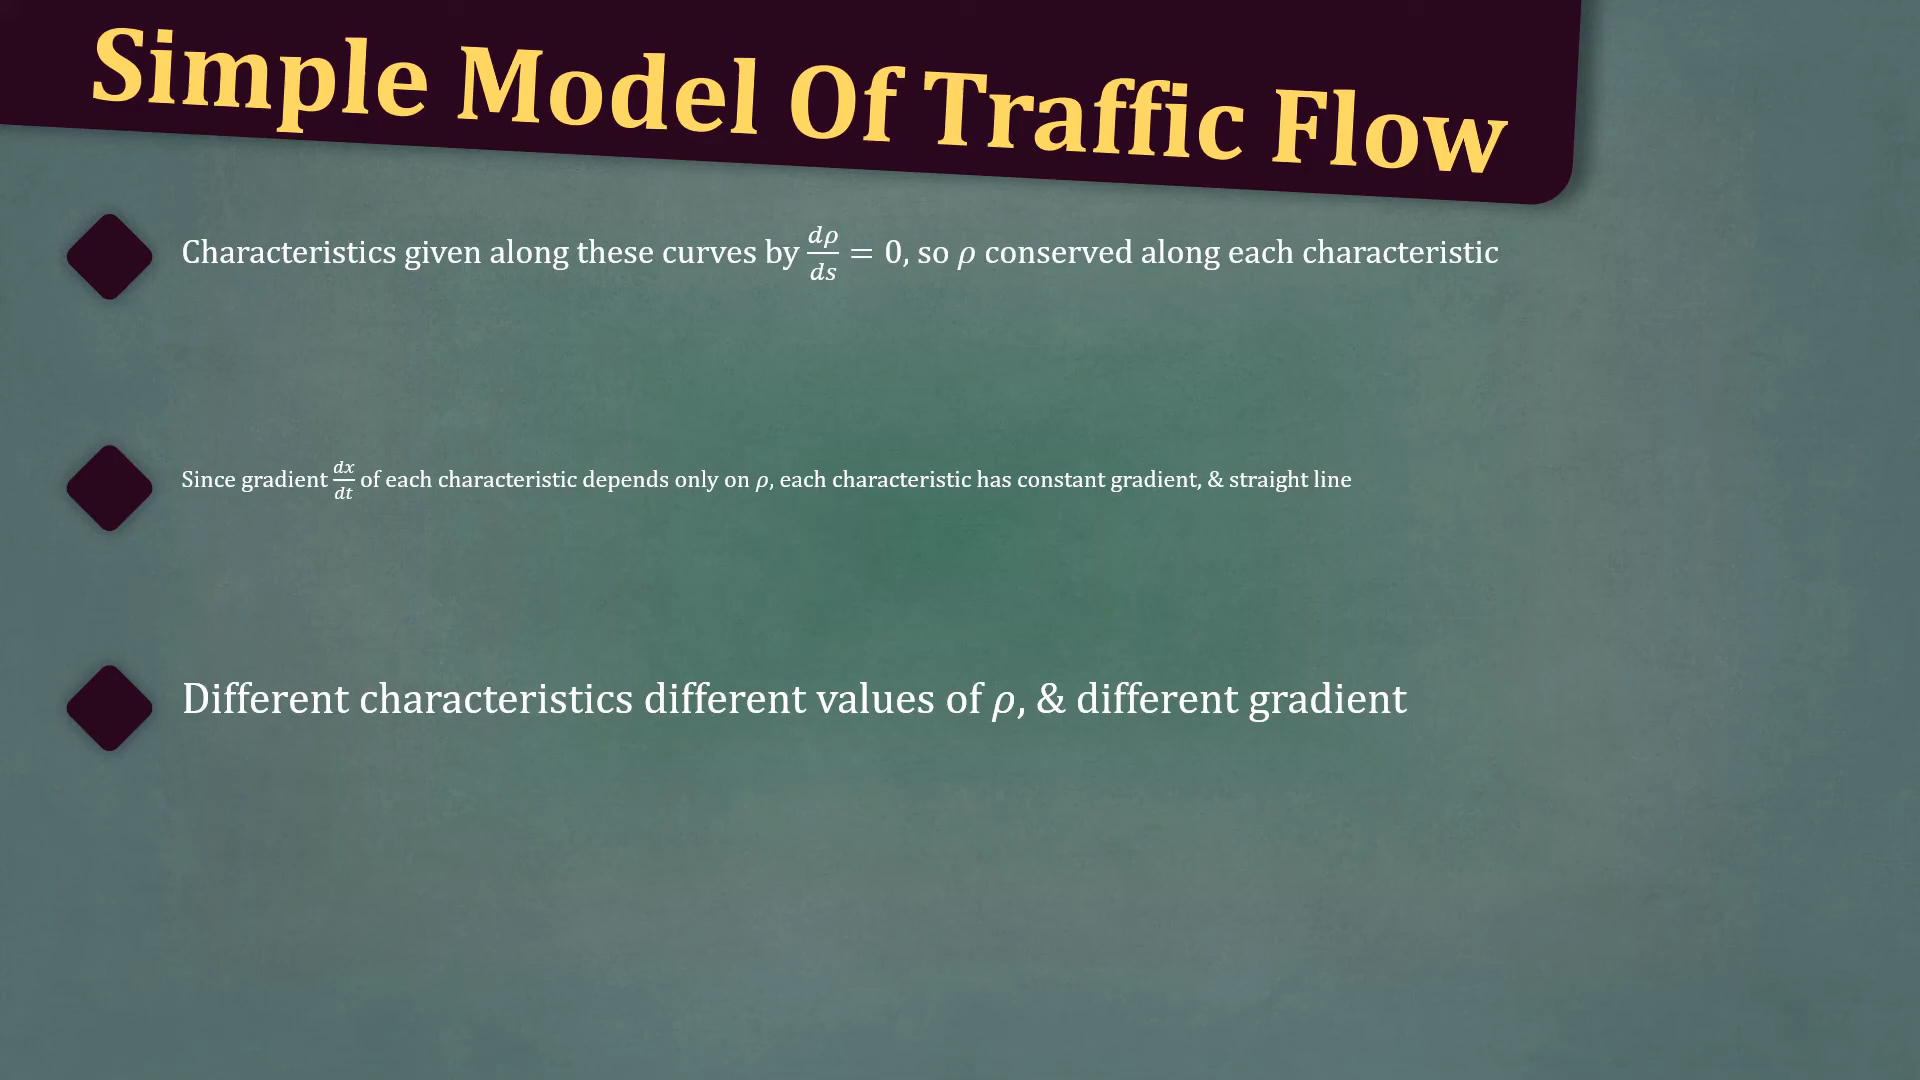 Simple Model Of Traffic Flow
Characteristics given along these curves by dρ/ds = 0, so ρ conserved along each characteristic
Since gradient dx/dt of each characteristic depends only on ρ, each characteristic has constant gradient, & straight line
Different characteristics different values of ρ, & different gradient